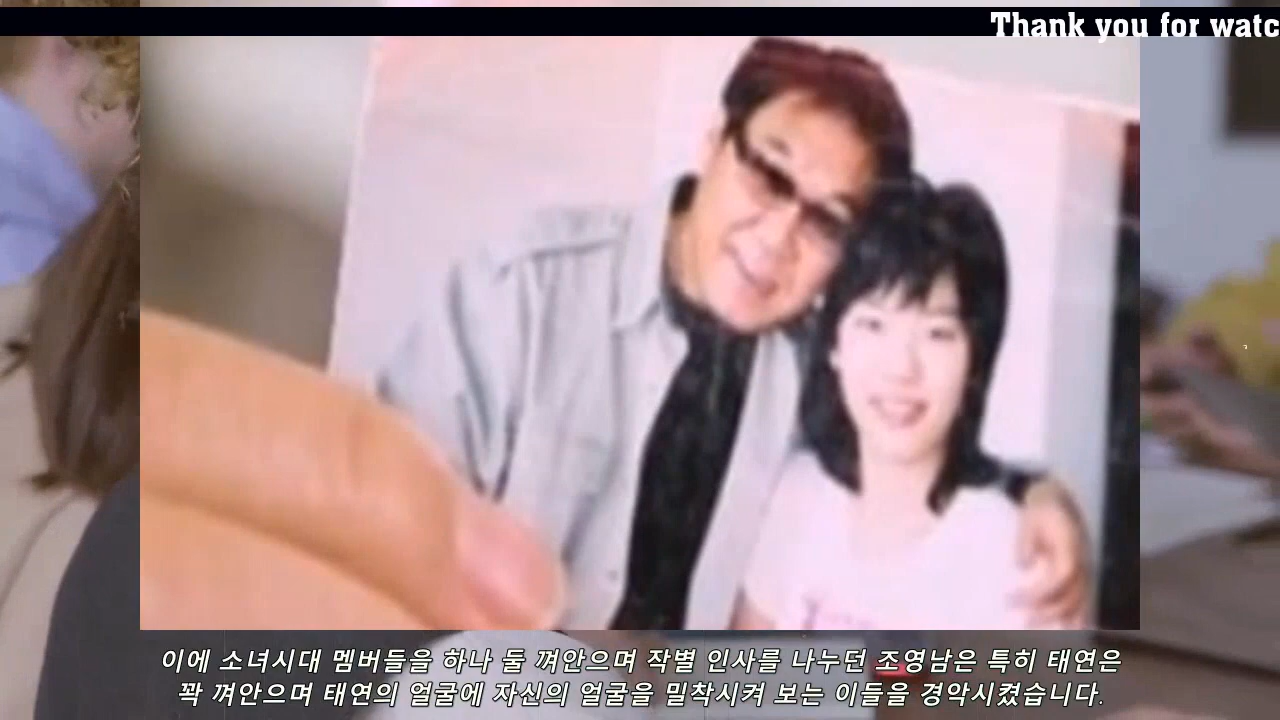 Thank you for watc
이에 소녀시대 멤버들을 하나 둘 껴안으며 작별 인사를 나누던 조영남은 특히 태연은
꽉 껴안으며 태연의 얼굴에 자신의 얼굴을 밀착시켜 보는 이들을 경악시켰습니다.